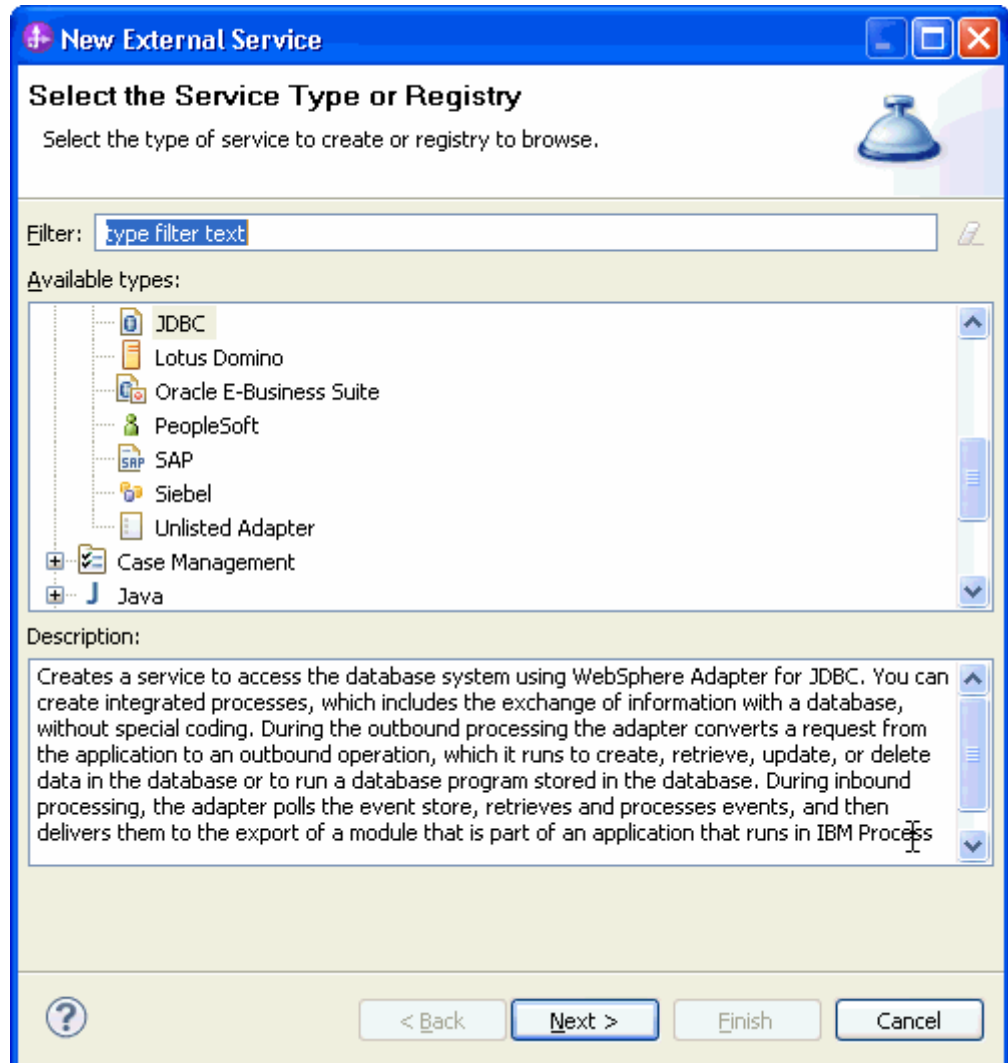 New External Service
Select the Service Type or Registry
Select the type of service to create or registry to browse.
Filter: type filter text
Available types:
JDBC
Lotus Domino
Oracle E-Business Suite
PeopleSoft
SAP
SAP
Siebel
Unlisted Adapter
Case Management
J Java
Description:
Creates a service to access the database system using WebSphere Adapter for JDBC. You can
create integrated processes, which includes the exchange of information with a database,
without special coding. During the outbound processing the adapter converts a request from
the application to an outbound operation, which it runs to create, retrieve, update, or delete
data in the database or to run a database program stored in the database. During inbound
processing, the adapter polls the event store, retrieves and processes events, and then
delivers them to the export of a module that is part of an application that runs in IBM Process
? < Back Next > Finish Cancel